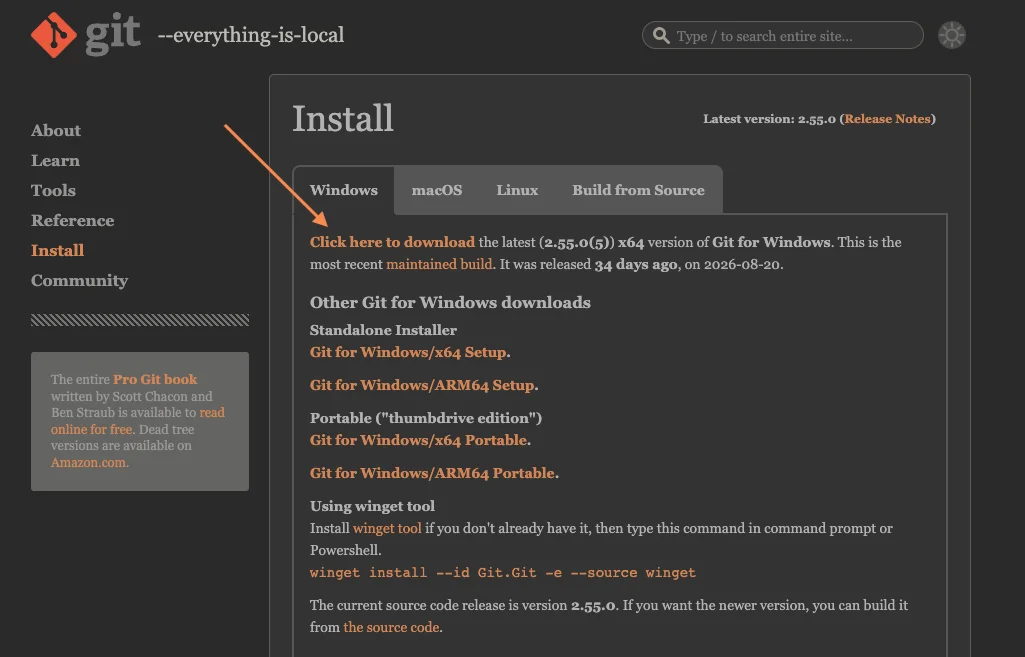 git --everything-is-local
Type / to search entire site...
About
Learn
Tools
Reference
Install
Community
The entire Pro Git book
written by Scott Chacon and
Ben Straub is available to read
online for free. Dead tree
versions are available on
Amazon.com.
Install
Latest version: 2.55.0 (Release Notes)
Windows macOS Linux Build from Source
Click here to download the latest (2.55.0(5)) x64 version of Git for Windows. This is the
most recent maintained build. It was released 34 days ago, on 2026-08-20.
Other Git for Windows downloads
Standalone Installer
Git for Windows/x64 Setup.
Git for Windows/ARM64 Setup.
Portable ("thumbdrive edition")
Git for Windows/x64 Portable.
Git for Windows/ARM64 Portable.
Using winget tool
Install winget tool if you don't already have it, then type this command in command prompt or
Powershell.
winget install --id Git.Git -e --source winget
The current source code release is version 2.55.0. If you want the newer version, you can build it
from the source code.